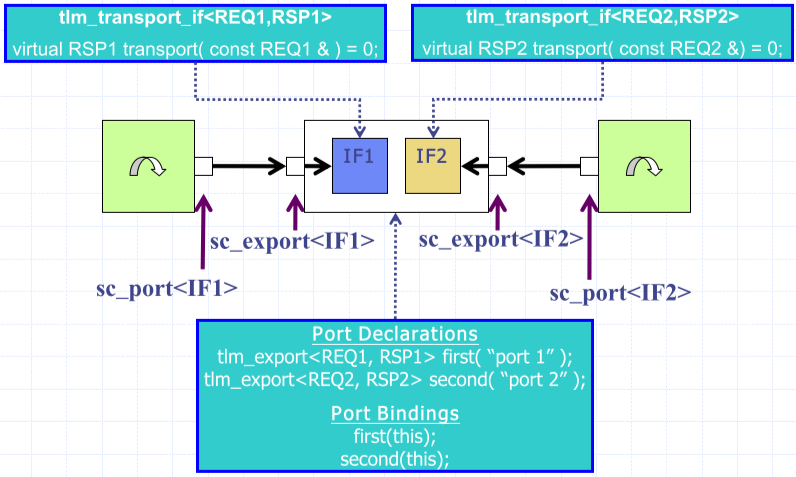 tlm_transport_if<REQ1,RSP1>
virtual RSP1 transport( const REQ1 & ) = 0;
tlm_transport_if<REQ2,RSP2>
virtual RSP2 transport( const REQ2 &) = 0;
IF1
IF2
sc_export<IF1>
sc_export<IF2>
sc_port<IF1>
sc_port<IF2>
Port Declarations
tlm_export<REQ1, RSP1> first( “port 1” );
tlm_export<REQ2, RSP2> second( “port 2” );
Port Bindings
first(this);
second(this);